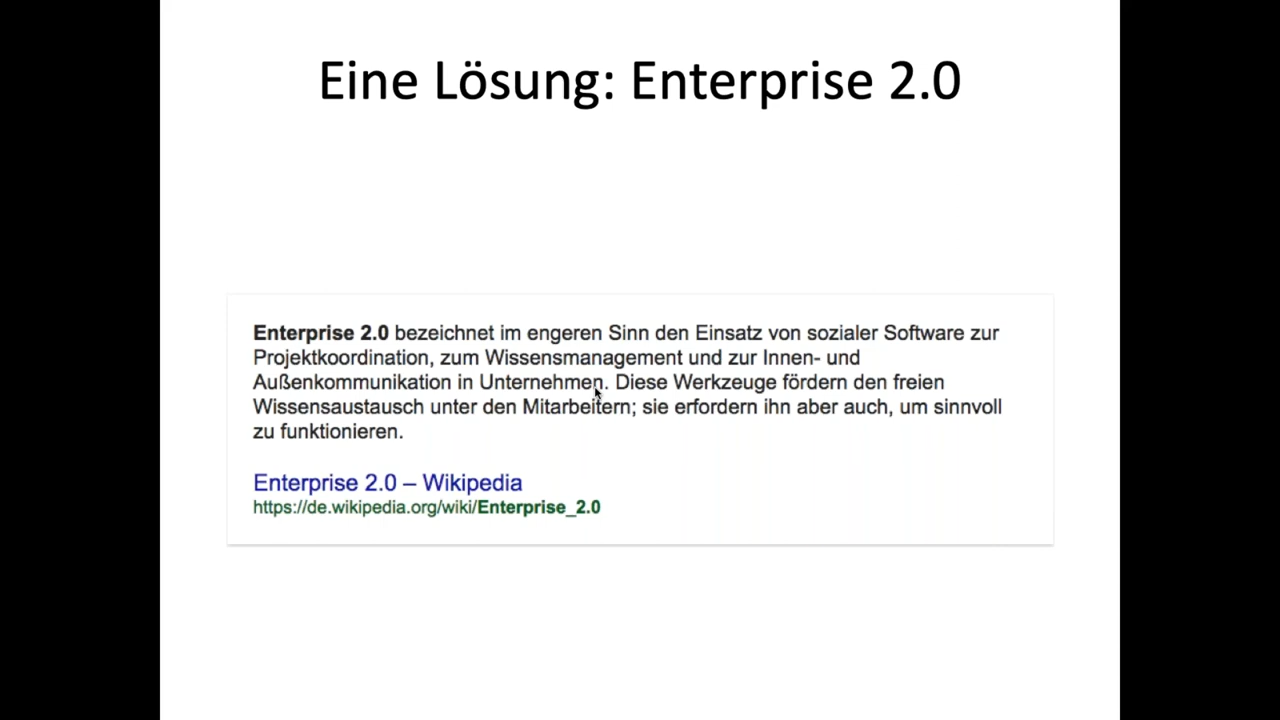 Eine Lösung: Enterprise 2.0
Enterprise 2.0 bezeichnet im engeren Sinn den Einsatz von sozialer Software zur
Projektkoordination, zum Wissensmanagement und zur Innen- und
Außenkommunikation in Unternehmen. Diese Werkzeuge fördern den freien
Wissensaustausch unter den Mitarbeitern; sie erfordern ihn aber auch, um sinnvoll
zu funktionieren.
Enterprise 2.0 – Wikipedia
https://de.wikipedia.org/wiki/Enterprise_2.0